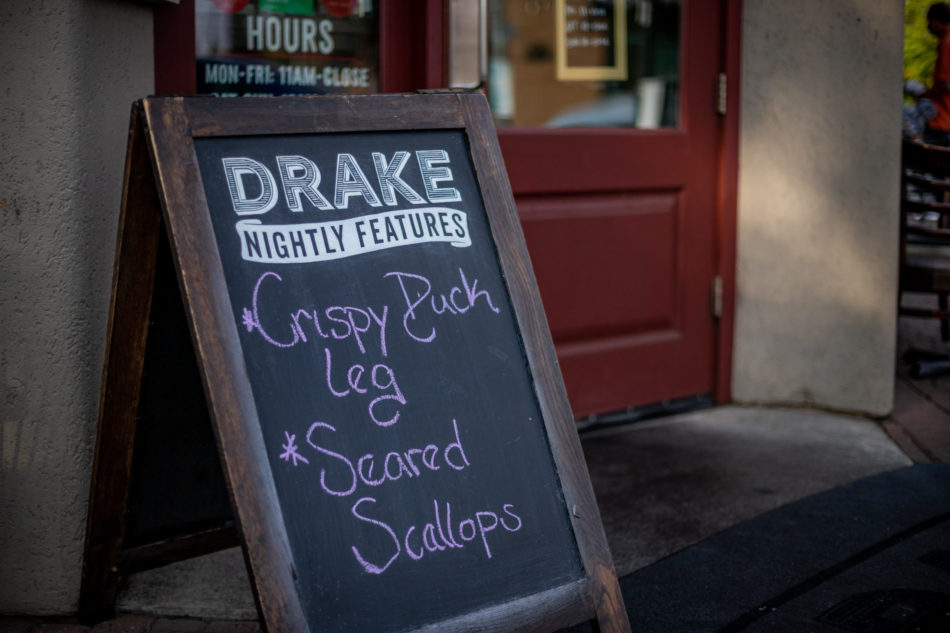 HOURS
MON-FRI: 11AM-CLOSE
DRAKE
NIGHTLY FEATURES
*Crispy Duck
Leg
*Seared
Scallops